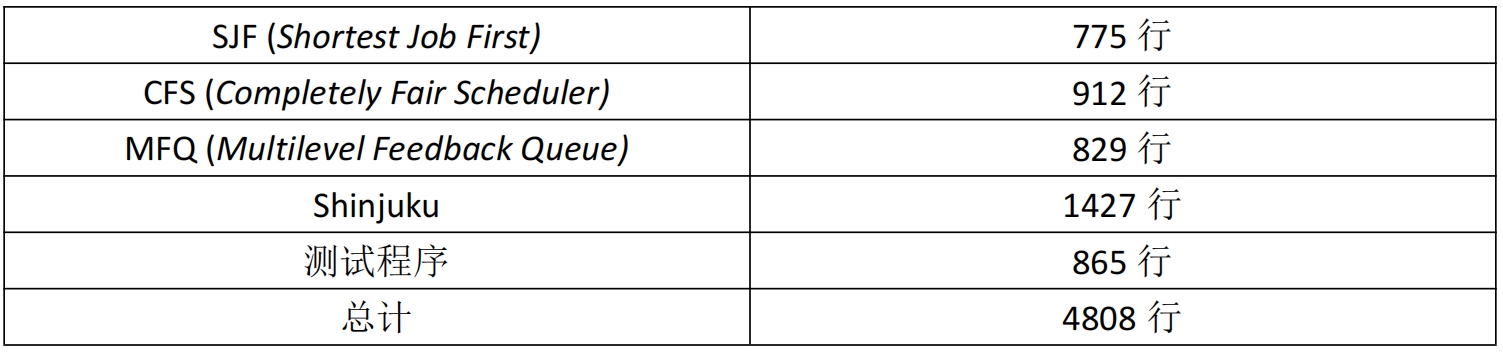 SJF (Shortest Job First) 775 行
CFS (Completely Fair Scheduler) 912 行
MFQ (Multilevel Feedback Queue) 829 行
Shinjuku 1427 行
测试程序 865 行
总计 4808 行